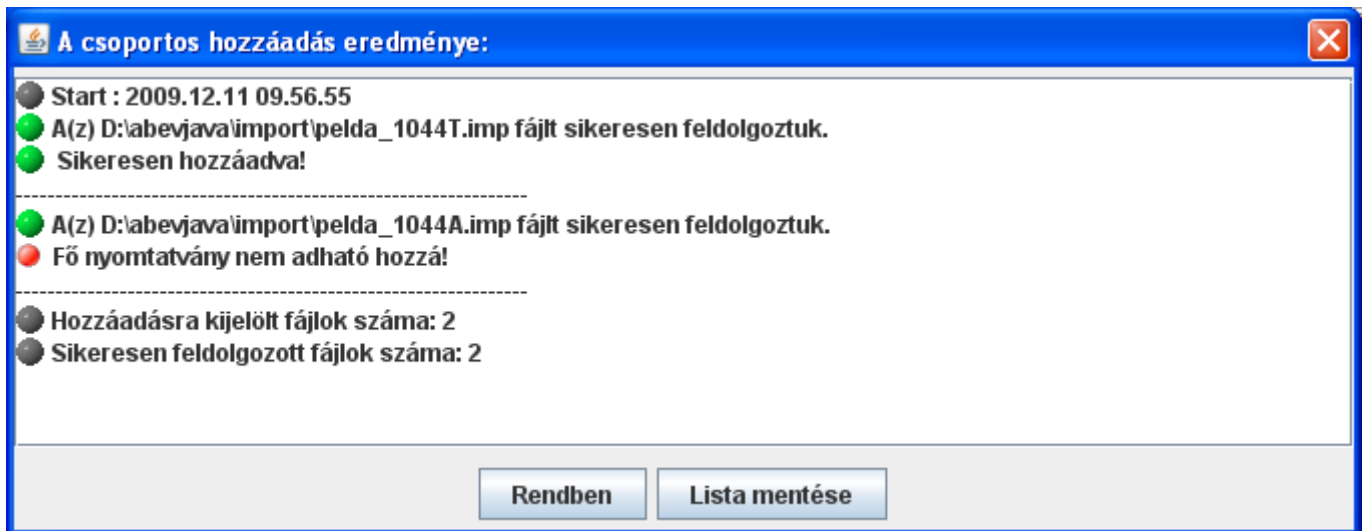 A csoportos hozzáadás eredménye:
Start : 2009.12.11 09.56.55
A(z) D:\abevjava\import\pelda_1044T.imp fájlt sikeresen feldolgoztuk.
Sikeresen hozzáadva!
----------------------------------------------------------------
A(z) D:\abevjava\import\pelda_1044A.imp fájlt sikeresen feldolgoztuk.
Fő nyomtatvány nem adható hozzá!
----------------------------------------------------------------
Hozzáadásra kijelölt fájlok száma: 2
Sikeresen feldolgozott fájlok száma: 2
Rendben Lista mentése